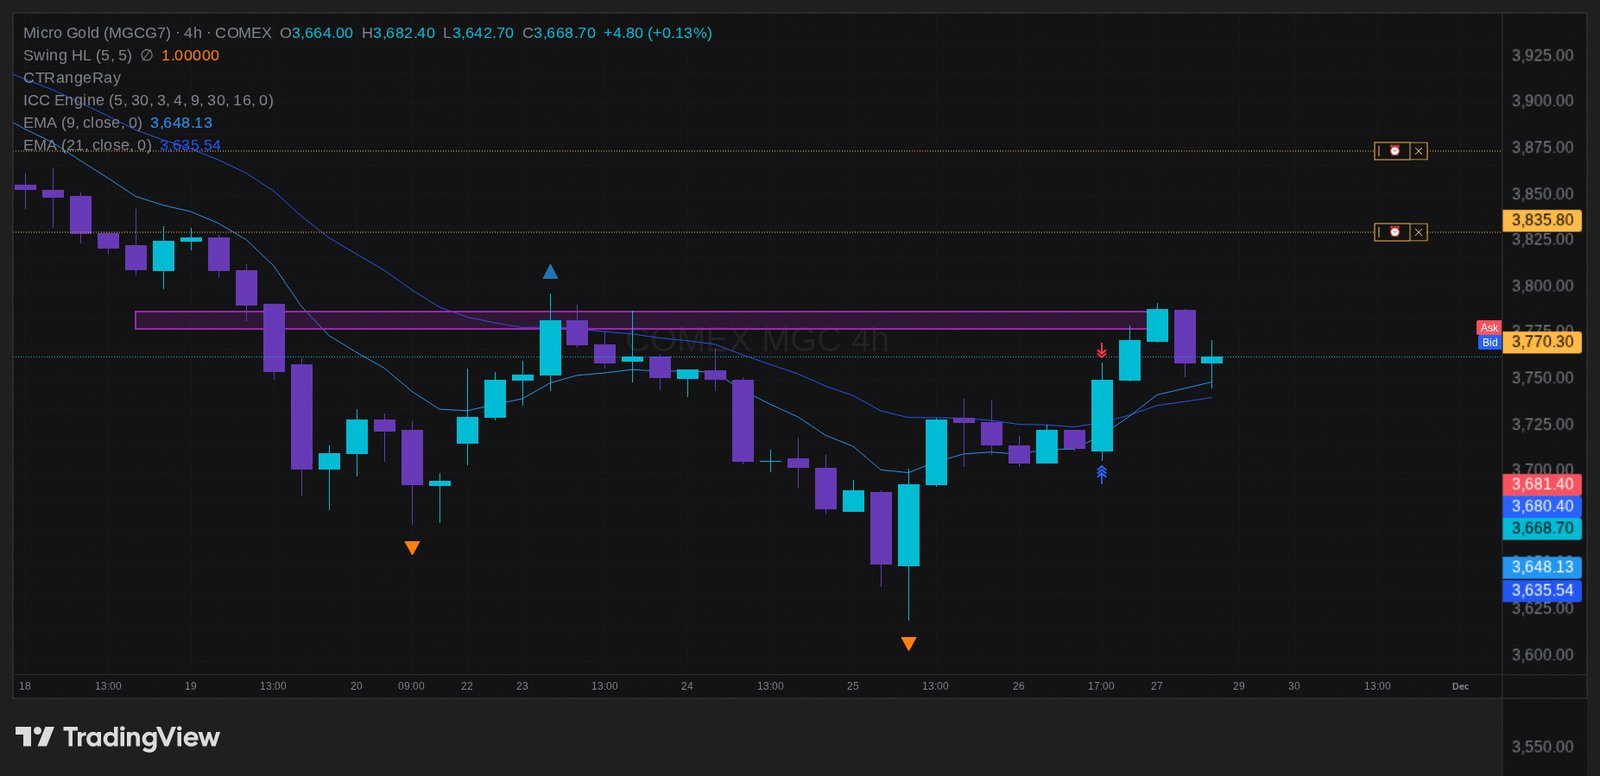 Micro Gold (MGCG7) · 4h · COMEX O3,664.00 H3,682.40 L3,642.70 C3,668.70 +4.80 (+0.13%)
Swing HL (5, 5) ∅ 1.00000
CTRangeRay
ICC Engine (5, 30, 3, 4, 9, 30, 16, 0)
EMA (9, close, 0) 3,648.13
EMA (21, close, 0) 3,635.54
COMEX MGC 4h
3,925.00
3,900.00
3,875.00
3,850.00
3,835.80
3,825.00
3,800.00
3,775.00
Ask
Bid
3,770.30
3,750.00
3,725.00
3,700.00
3,681.40
3,680.40
3,668.70
3,648.13
3,635.54
3,625.00
3,600.00
3,550.00
18 13:00 19 13:00 20 09:00 22 23 13:00 24 13:00 25 13:00 26 17:00 27 29 30 13:00 Dec
TradingView